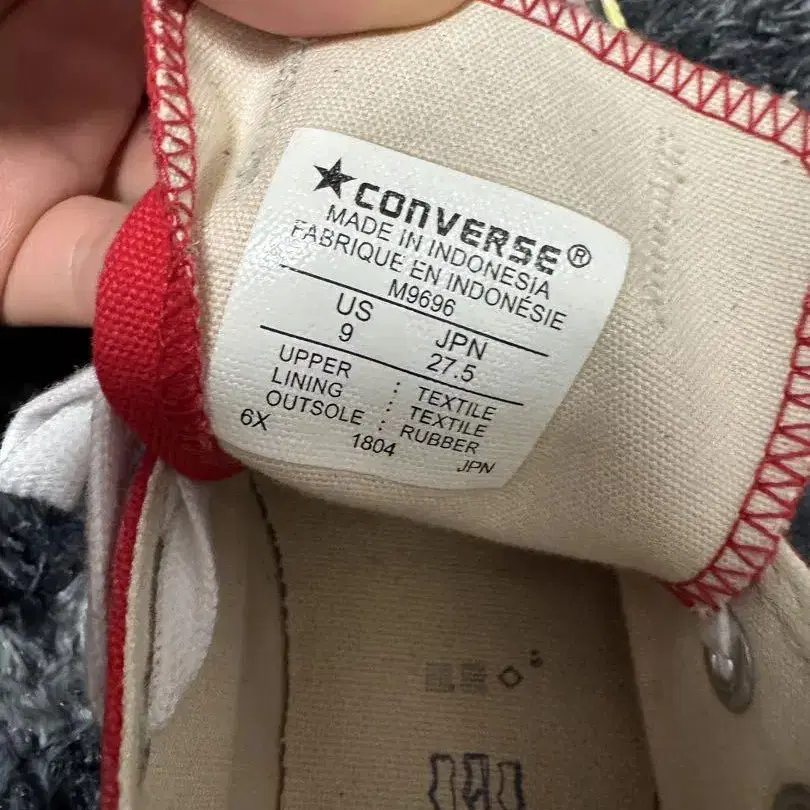 ★CONVERSE®
MADE IN INDONESIA
FABRIQUE EN INDONÉSIE
M9696
US JPN
9 27.5
UPPER : TEXTILE
LINING : TEXTILE
OUTSOLE : RUBBER
6X 1804 JPN